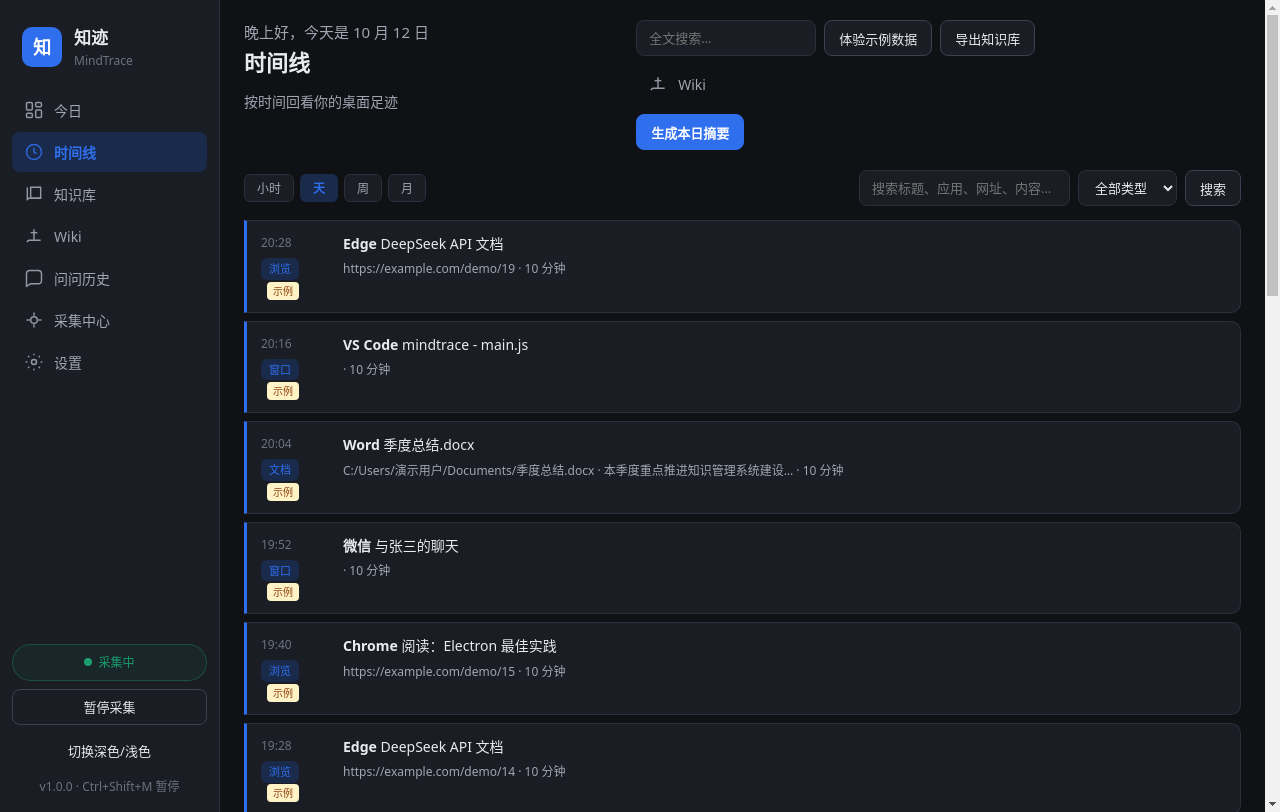 知
知迹
MindTrace
今日
时间线
知识库
Wiki
问问历史
采集中心
设置
采集中
暂停采集
切换深色/浅色
v1.0.0 · Ctrl+Shift+M 暂停
晚上好，今天是 10 月 12 日
时间线
按时间回看你的桌面足迹
全文搜索...
体验示例数据
导出知识库
Wiki
生成本日摘要
小时
天
周
月
搜索标题、应用、网址、内容...
全部类型
搜索
20:28
浏览
示例
Edge DeepSeek API 文档
https://example.com/demo/19 · 10 分钟
20:16
窗口
示例
VS Code mindtrace - main.js
· 10 分钟
20:04
文档
示例
Word 季度总结.docx
C:/Users/演示用户/Documents/季度总结.docx · 本季度重点推进知识管理系统建设... · 10 分钟
19:52
窗口
示例
微信 与张三的聊天
· 10 分钟
19:40
浏览
示例
Chrome 阅读：Electron 最佳实践
https://example.com/demo/15 · 10 分钟
19:28
浏览
示例
Edge DeepSeek API 文档
https://example.com/demo/14 · 10 分钟